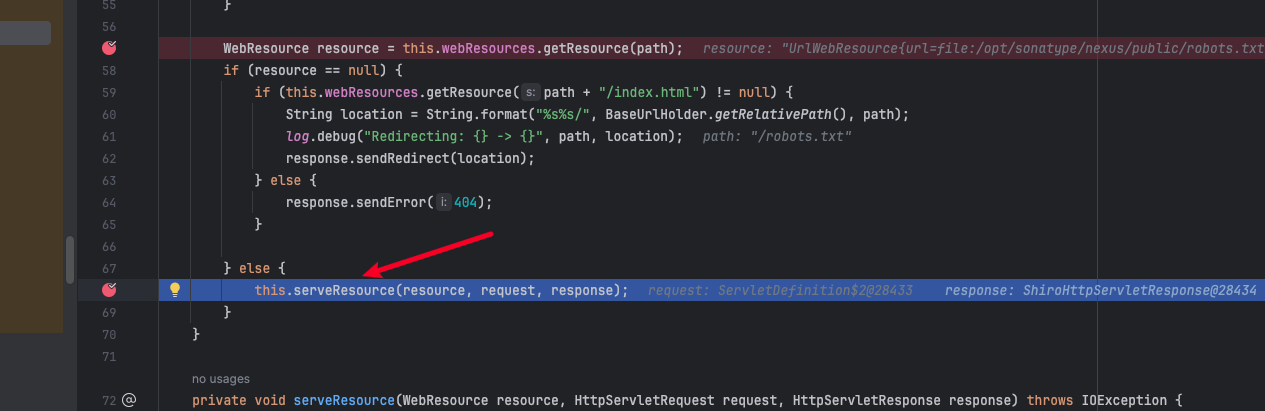 55 }
56
WebResource resource = this.webResources.getResource(path); resource: "UrlWebResource{url=file:/opt/sonatype/nexus/public/robots.txt
58 if (resource == null) {
59 if (this.webResources.getResource( s: path + "/index.html") != null) {
60 String location = String.format("%s%s/", BaseUrlHolder.getRelativePath(), path);
61 log.debug("Redirecting: {} -> {}", path, location); path: "/robots.txt"
62 response.sendRedirect(location);
63 } else {
64 response.sendError( i: 404);
65 }
66
67 } else {
this.serveResource(resource, request, response); request: ServletDefinition$2@28433 response: ShiroHttpServletResponse@28434
69 }
70 }
71
no usages
72 @ private void serveResource(WebResource resource, HttpServletRequest request, HttpServletResponse response) throws IOException {